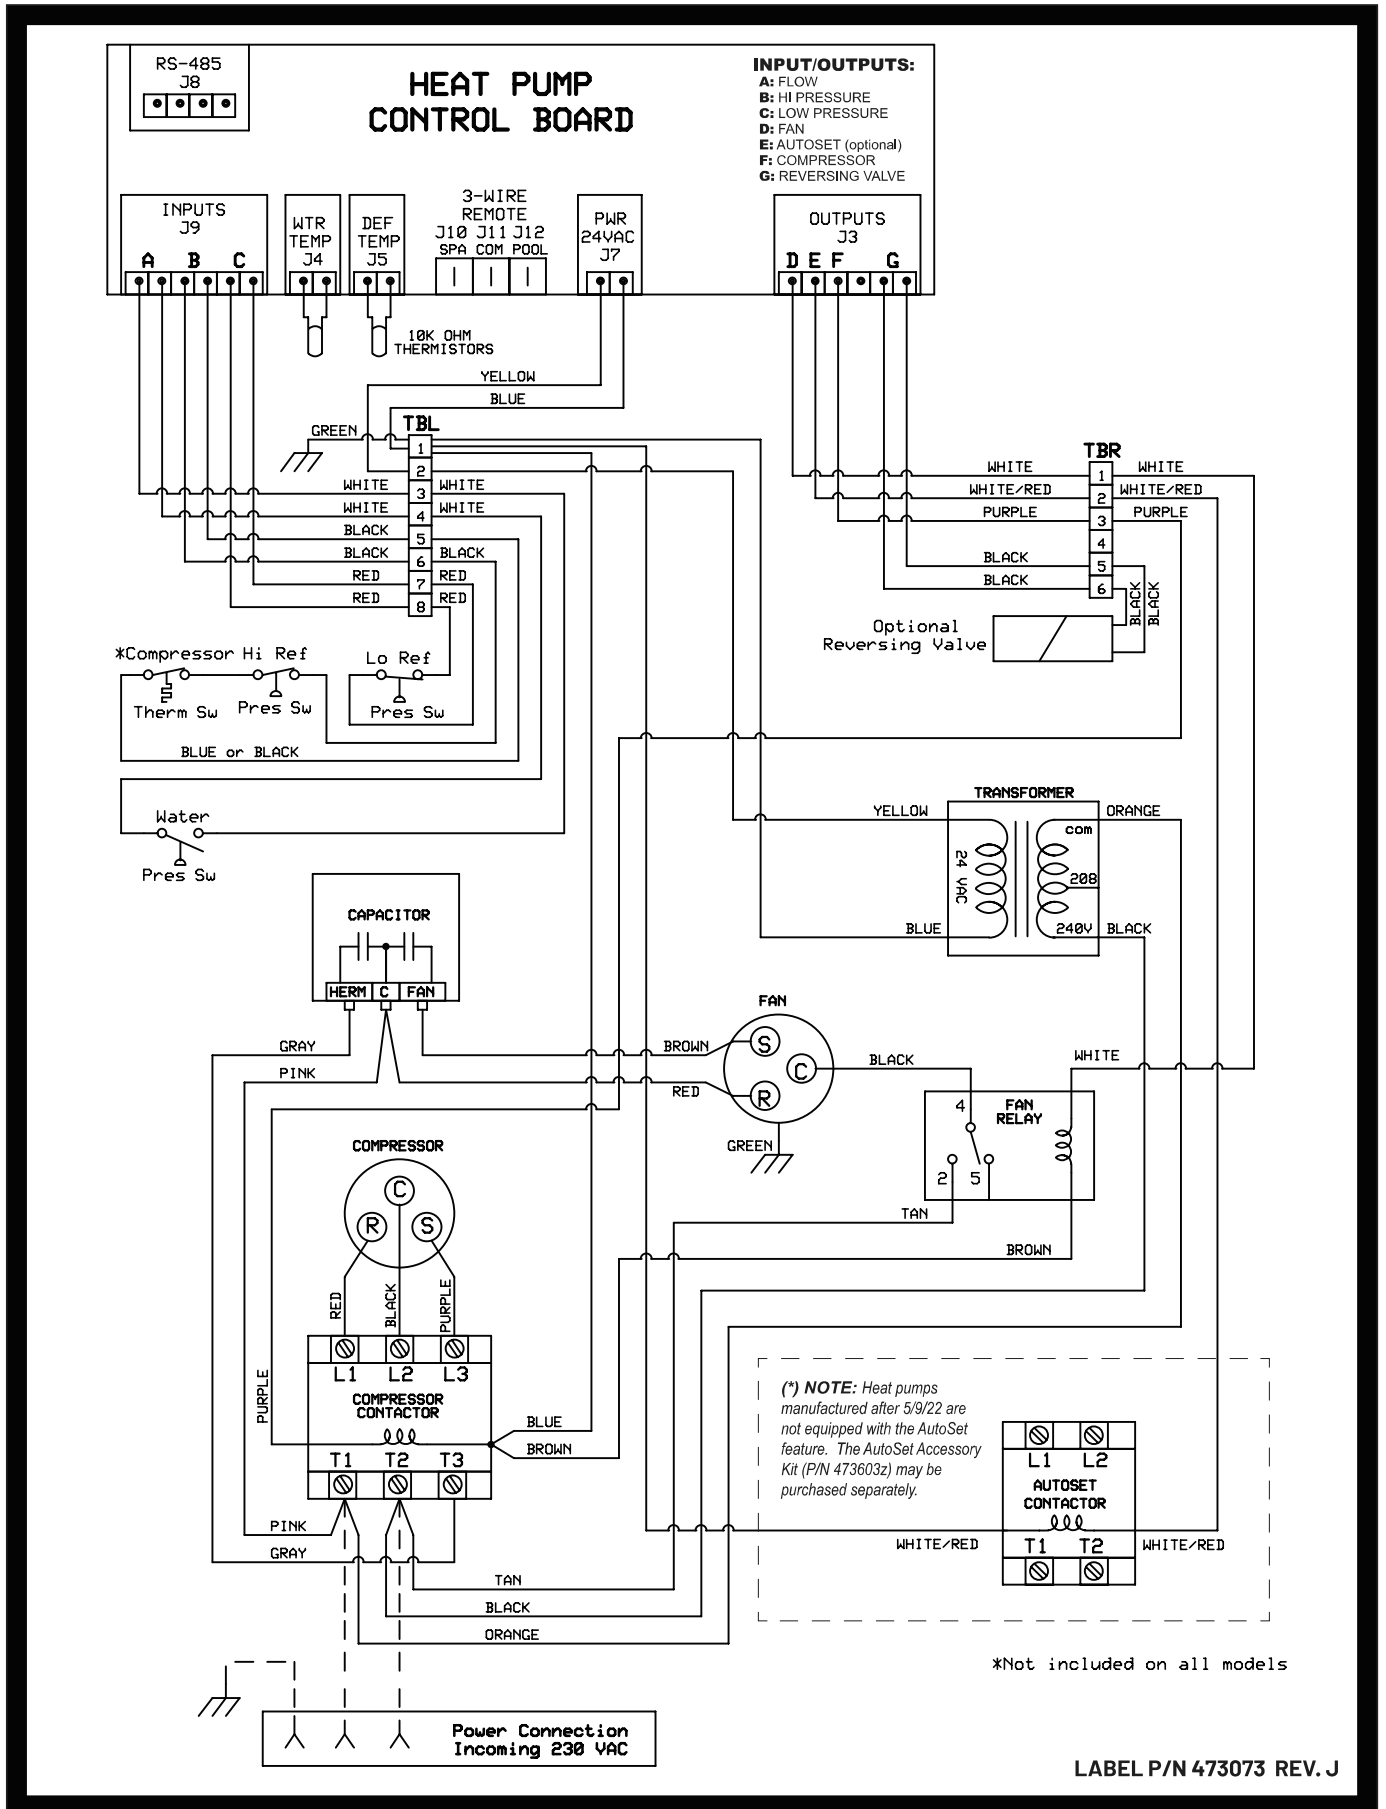 RS-485
J8
HEAT PUMP
CONTROL BOARD
INPUT/OUTPUTS:
A: FLOW
B: HI PRESSURE
C: LOW PRESSURE
D: FAN
E: AUTOSET (optional)
F: COMPRESSOR
G: REVERSING VALVE
INPUTS
J9
A B C
WTR
TEMP
J4
DEF
TEMP
J5
3-WIRE
REMOTE
J10 J11 J12
SPA COM POOL
PWR
24VAC
J7
OUTPUTS
J3
D E F G
10K OHM
THERMISTORS
YELLOW
BLUE
GREEN
TBL
1
2
WHITE 3 WHITE
WHITE 4 WHITE
BLACK 5
BLACK 6 BLACK
RED 7 RED
RED 8 RED
TBR
WHITE 1 WHITE
WHITE/RED 2 WHITE/RED
PURPLE 3 PURPLE
4
BLACK 5
BLACK 6
BLACK
BLACK
Optional
Reversing Valve
*Compressor Hi Ref
Therm Sw Pres Sw
Lo Ref
Pres Sw
BLUE or BLACK
Water
Pres Sw
TRANSFORMER
YELLOW
ORANGE
com
24 VAC
208
BLUE
240V
BLACK
CAPACITOR
HERM C FAN
GRAY
PINK
FAN
BROWN
RED
S
C
R
BLACK
WHITE
GREEN
4
FAN
RELAY
2 5
TAN
BROWN
COMPRESSOR
C
R S
RED
BLACK
PURPLE
L1 L2 L3
COMPRESSOR
CONTACTOR
PURPLE
BLUE
BROWN
T1 T2 T3
PINK
GRAY
TAN
BLACK
ORANGE
(*) NOTE: Heat pumps
manufactured after 5/9/22 are
not equipped with the AutoSet
feature. The AutoSet Accessory
Kit (P/N 473603z) may be
purchased separately.
L1 L2
AUTOSET
CONTACTOR
T1 T2
WHITE/RED
WHITE/RED
*Not included on all models
Power Connection
Incoming 230 VAC
LABEL P/N 473073 REV. J